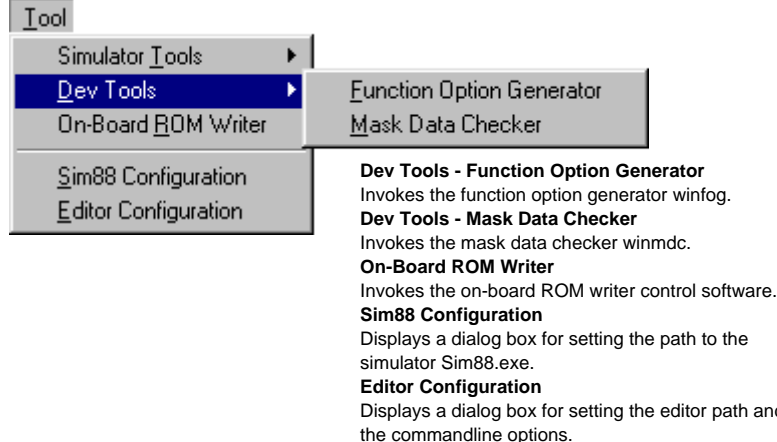 Tool
Simulator Tools
Dev Tools
On-Board ROM Writer
Sim88 Configuration
Editor Configuration
Function Option Generator
Mask Data Checker
Dev Tools - Function Option Generator
Invokes the function option generator winfog.
Dev Tools - Mask Data Checker
Invokes the mask data checker winmdc.
On-Board ROM Writer
Invokes the on-board ROM writer control software.
Sim88 Configuration
Displays a dialog box for setting the path to the
simulator Sim88.exe.
Editor Configuration
Displays a dialog box for setting the editor path and
the commandline options.